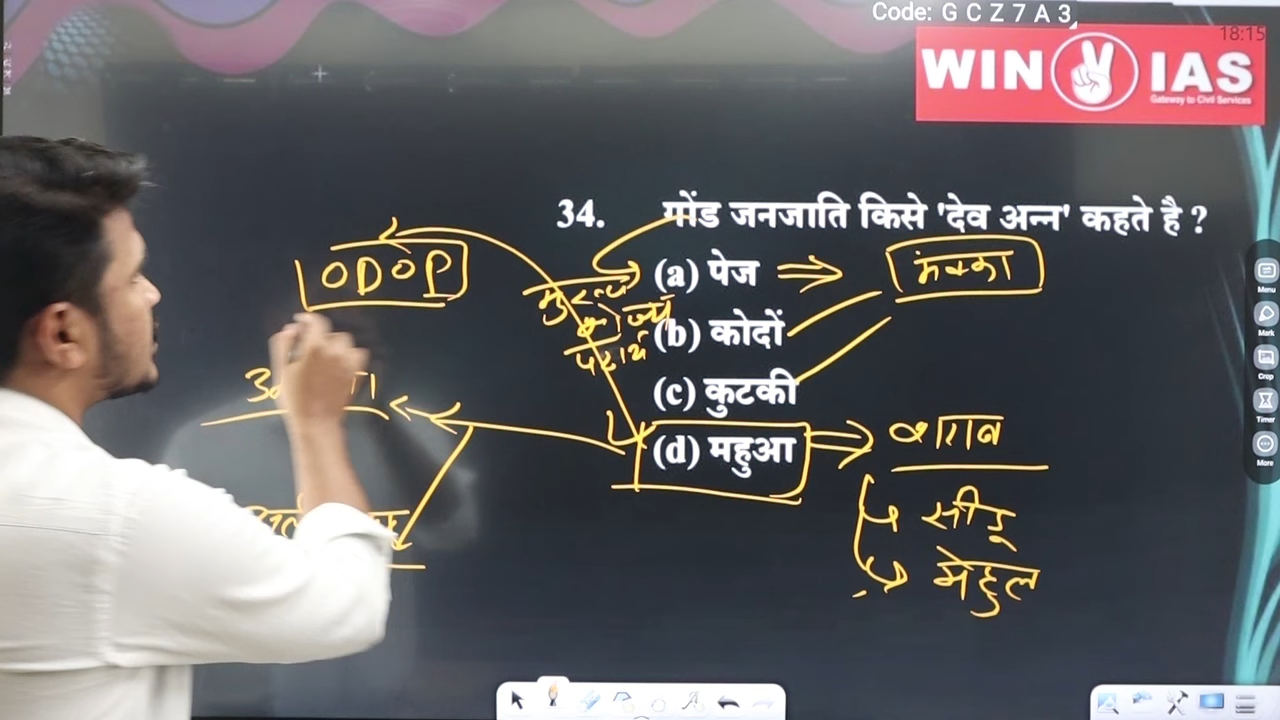 Code: G C Z 7 A 3
18:15
WIN IAS
Gateway to Civil Services
34. गोंड जनजाति किसे 'देव अन्न' कहते है ?
ODOP
(a) पेज
मक्का
(b) कोदों
(c) कुटकी
(d) महुआ
शराब
सीडू
मेहुल
Menu
Mark
Crop
Timer
More